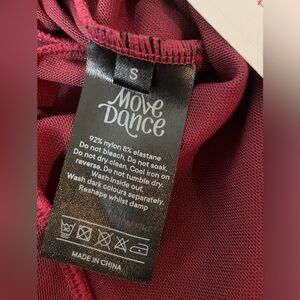 S
Move
Dance
92% nylon 8% elastane
Do not bleach. Do not soak.
Do not dry clean. Cool iron on
reverse. Do not tumble dry.
Wash inside out.
Wash dark colours separately.
Reshape whilst damp
MADE IN CHINA